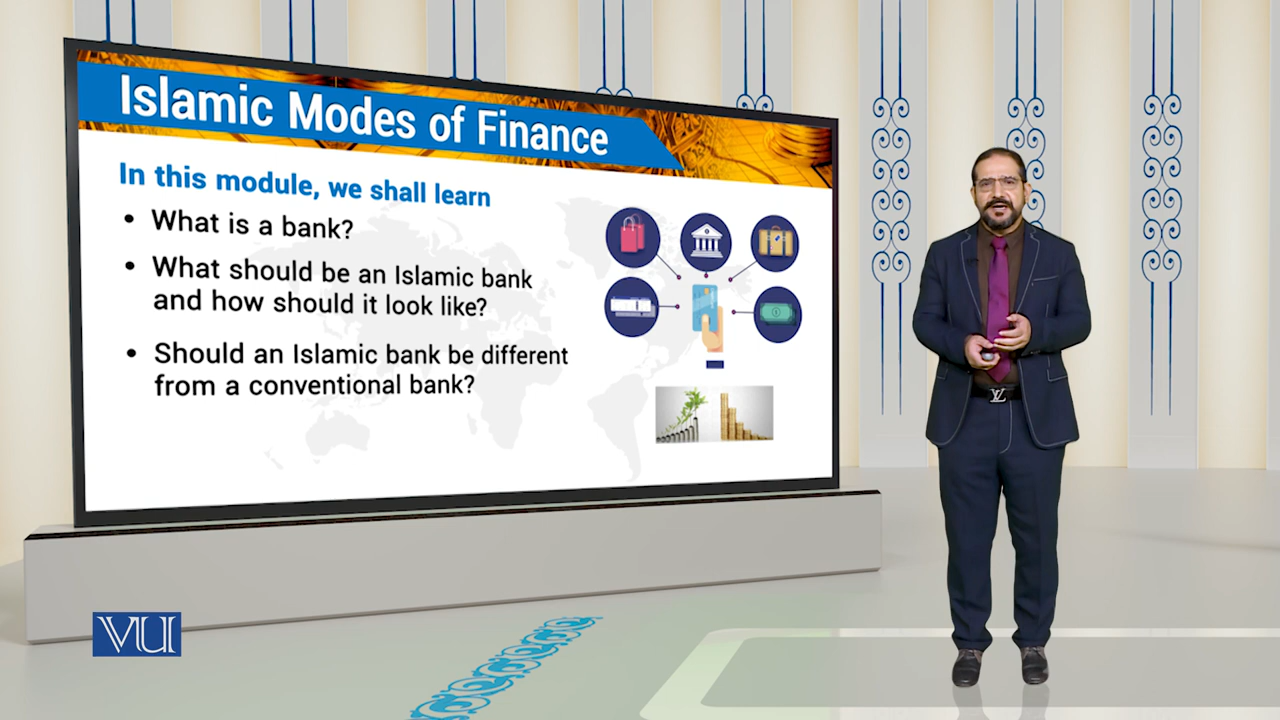 Islamic Modes of Finance
In this module, we shall learn
• What is a bank?
• What should be an Islamic bank
and how should it look like?
• Should an Islamic bank be different
from a conventional bank?
VU